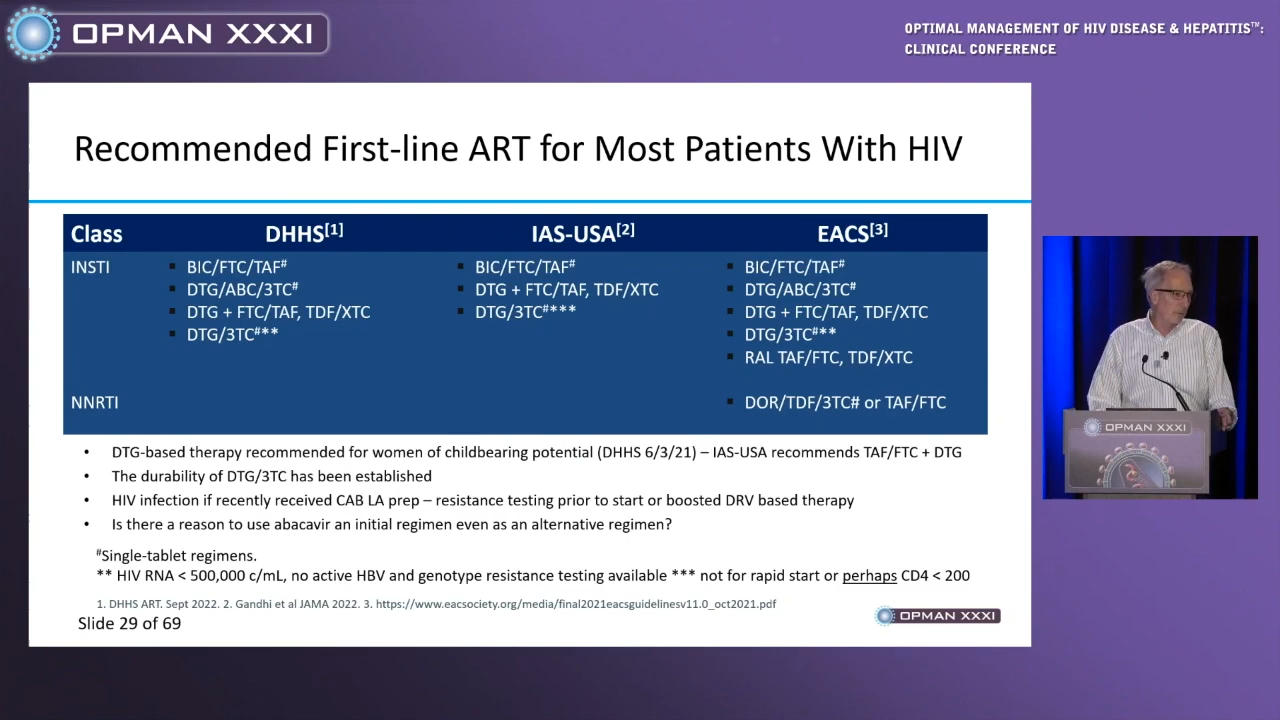 OPMAN XXXI
OPTIMAL MANAGEMENT OF HIV DISEASE & HEPATITIS™:
CLINICAL CONFERENCE
Recommended First-line ART for Most Patients With HIV
Class DHHS[1] IAS-USA[2] EACS[3]
INSTI ▪ BIC/FTC/TAF# ▪ BIC/FTC/TAF# ▪ BIC/FTC/TAF#
▪ DTG/ABC/3TC# ▪ DTG + FTC/TAF, TDF/XTC ▪ DTG/ABC/3TC#
▪ DTG + FTC/TAF, TDF/XTC ▪ DTG/3TC#*** ▪ DTG + FTC/TAF, TDF/XTC
▪ DTG/3TC#** ▪ DTG/3TC#**
▪ RAL TAF/FTC, TDF/XTC
NNRTI ▪ DOR/TDF/3TC# or TAF/FTC
• DTG-based therapy recommended for women of childbearing potential (DHHS 6/3/21) – IAS-USA recommends TAF/FTC + DTG
• The durability of DTG/3TC has been established
• HIV infection if recently received CAB LA prep – resistance testing prior to start or boosted DRV based therapy
• Is there a reason to use abacavir an initial regimen even as an alternative regimen?
#Single-tablet regimens.
** HIV RNA < 500,000 c/mL, no active HBV and genotype resistance testing available *** not for rapid start or perhaps CD4 < 200
1. DHHS ART. Sept 2022. 2. Gandhi et al JAMA 2022. 3. https://www.eacsociety.org/media/final2021eacsguidelinesv11.0_oct2021.pdf
Slide 29 of 69
OPMAN XXXI
OPMAN XXXI